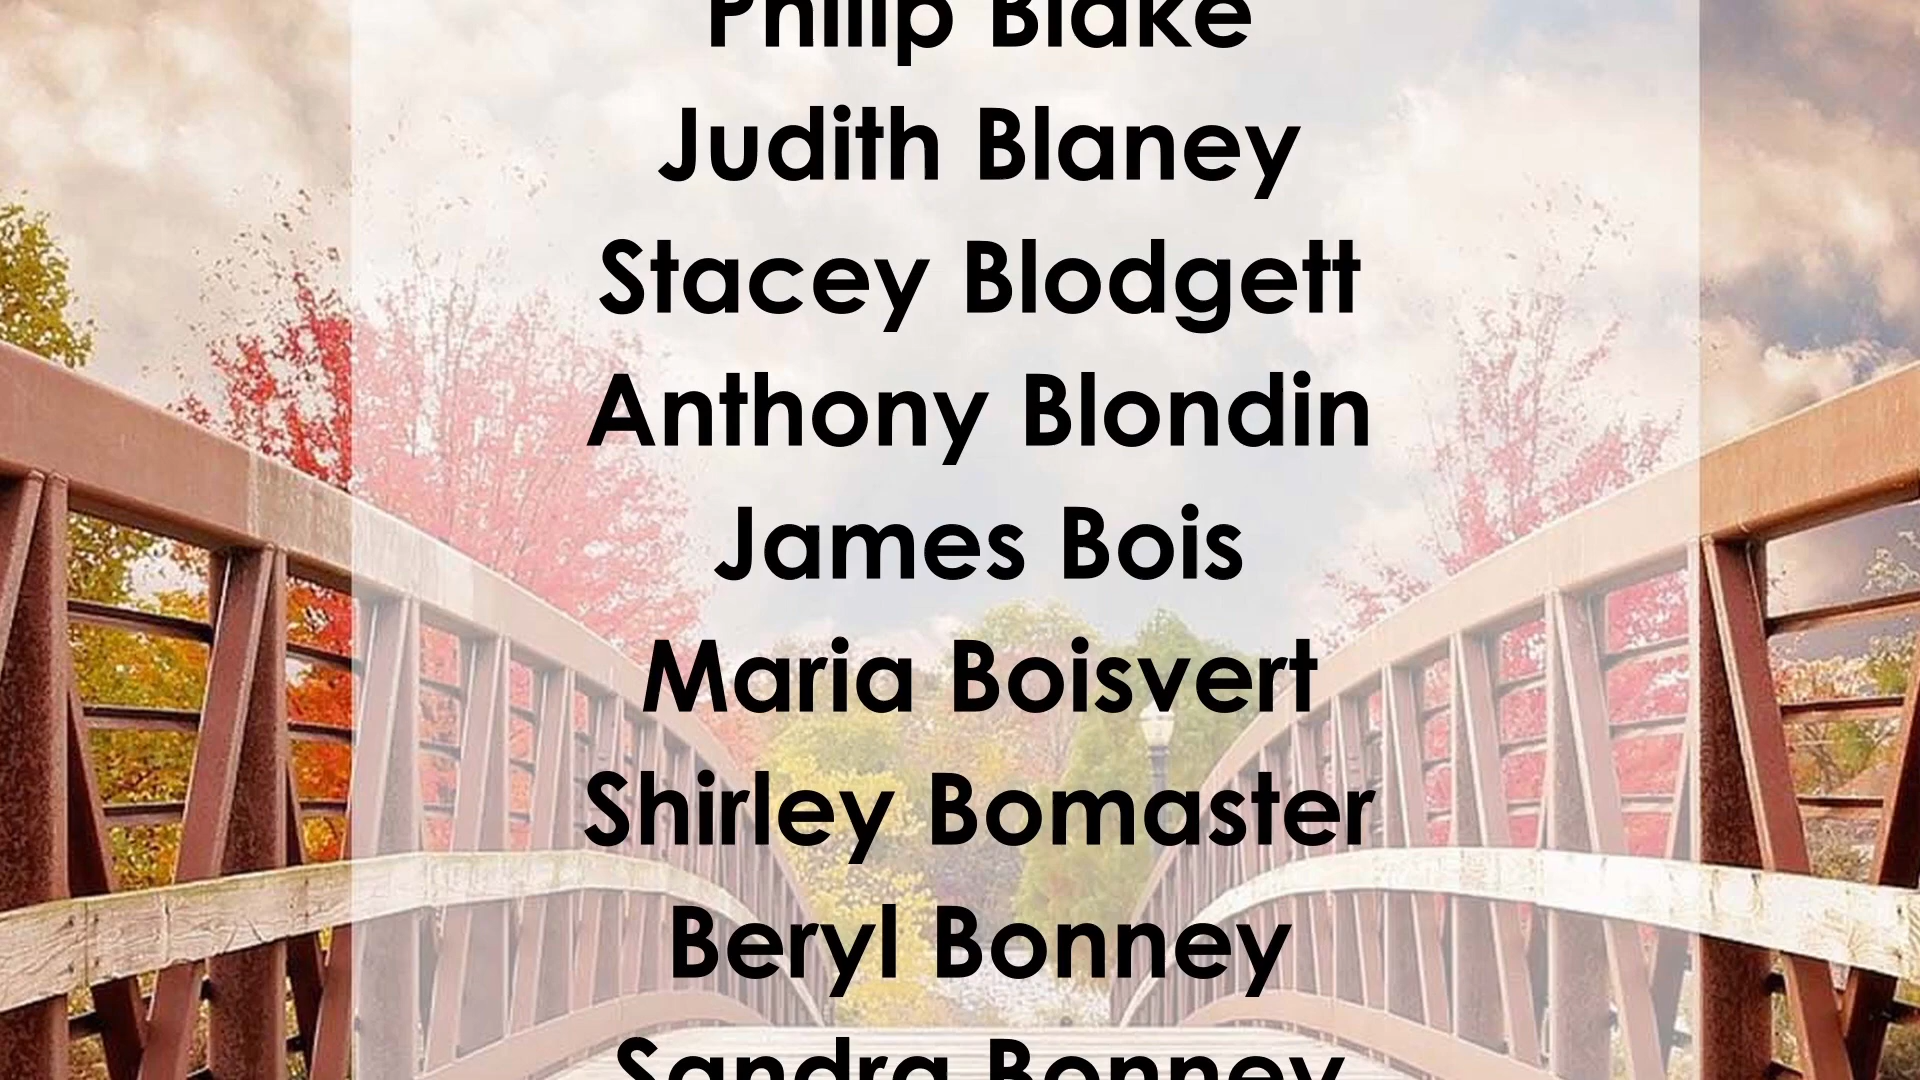 Philip Blake
Judith Blaney
Stacey Blodgett
Anthony Blondin
James Bois
Maria Boisvert
Shirley Bomaster
Beryl Bonney
Sandra Bonney